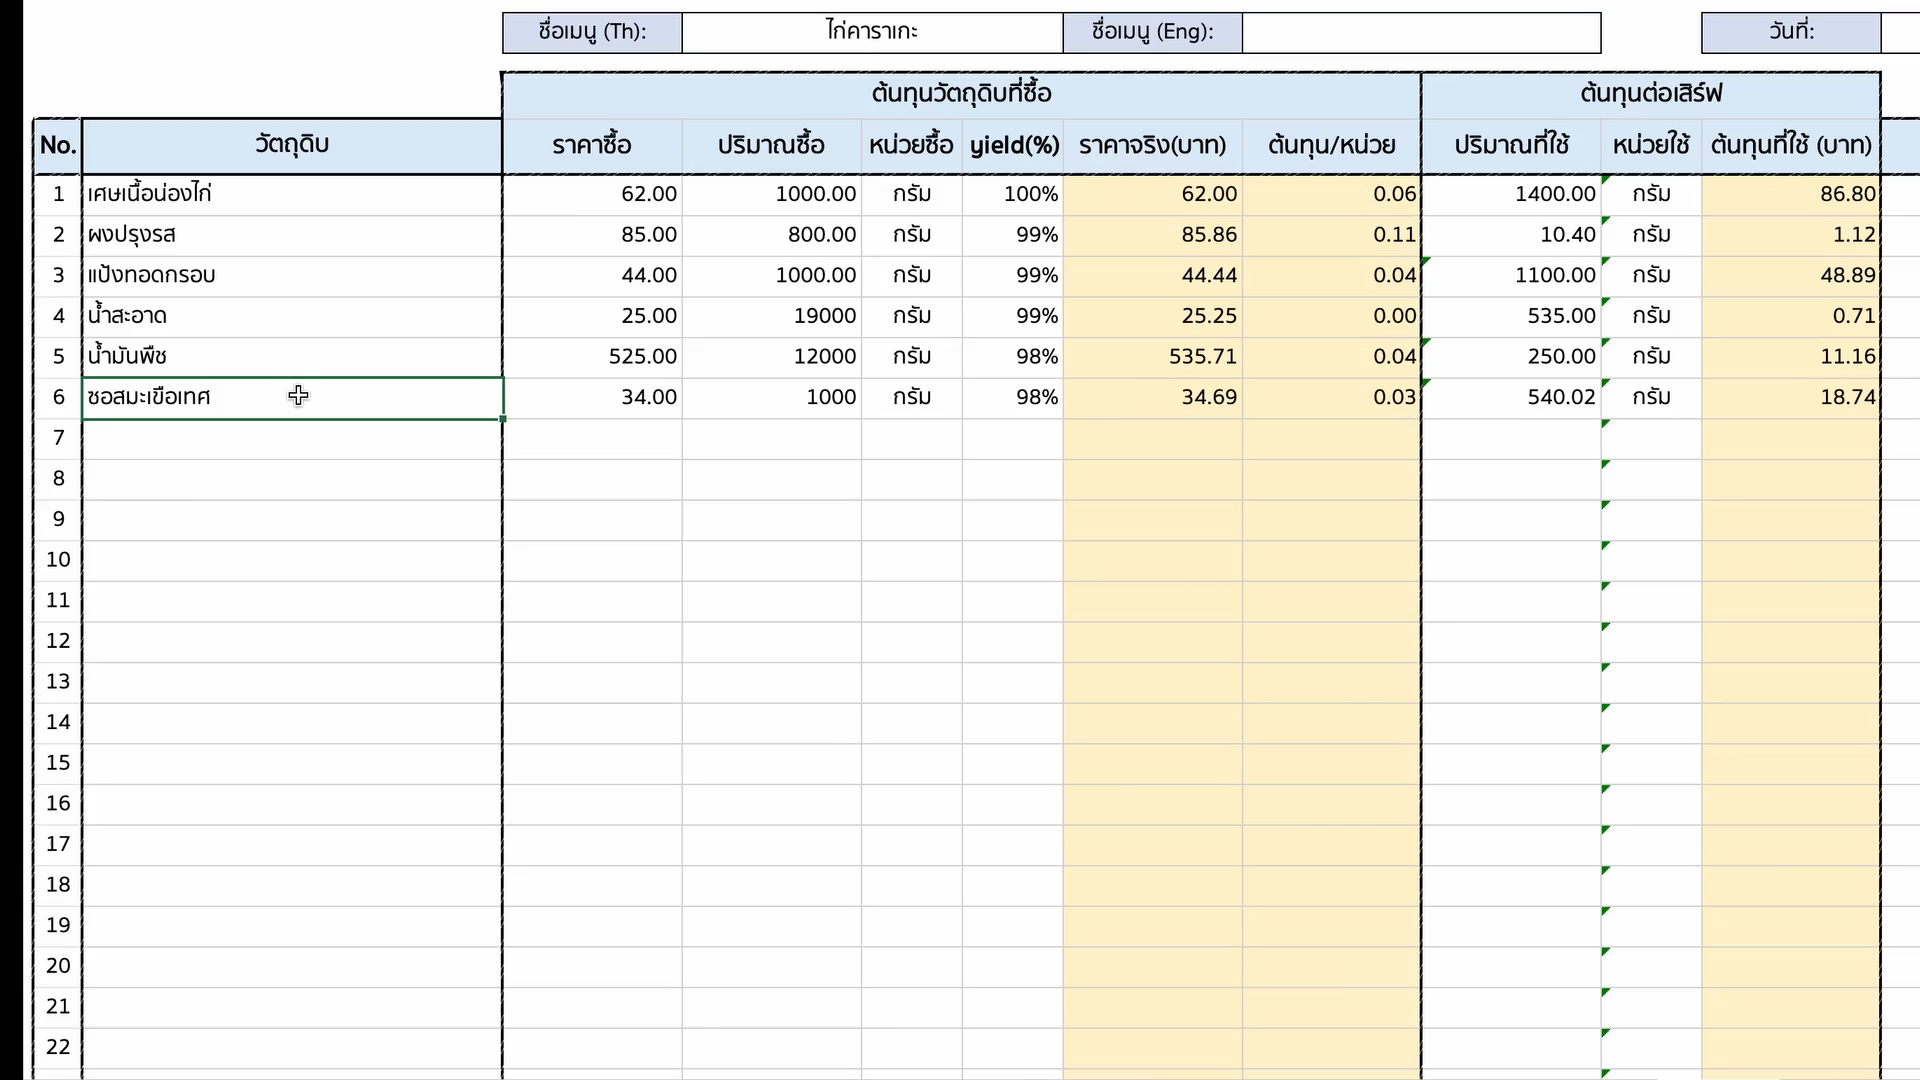 ชื่อเมนู (Th): ไก่คาราเกะ ชื่อเมนู (Eng): วันที่:
ต้นทุนวัตถุดิบที่ซื้อ ต้นทุนต่อเสิร์ฟ
No. วัตถุดิบ ราคาซื้อ ปริมาณซื้อ หน่วยซื้อ yield(%) ราคาจริง(บาท) ต้นทุน/หน่วย ปริมาณที่ใช้ หน่วยใช้ ต้นทุนที่ใช้ (บาท)
1 เศษเนื้อน่องไก่ 62.00 1000.00 กรัม 100% 62.00 0.06 1400.00 กรัม 86.80
2 ผงปรุงรส 85.00 800.00 กรัม 99% 85.86 0.11 10.40 กรัม 1.12
3 แป้งทอดกรอบ 44.00 1000.00 กรัม 99% 44.44 0.04 1100.00 กรัม 48.89
4 น้ำสะอาด 25.00 19000 กรัม 99% 25.25 0.00 535.00 กรัม 0.71
5 น้ำมันพืช 525.00 12000 กรัม 98% 535.71 0.04 250.00 กรัม 11.16
6 ซอสมะเขือเทศ 34.00 1000 กรัม 98% 34.69 0.03 540.02 กรัม 18.74
7
8
9
10
11
12
13
14
15
16
17
18
19
20
21
22